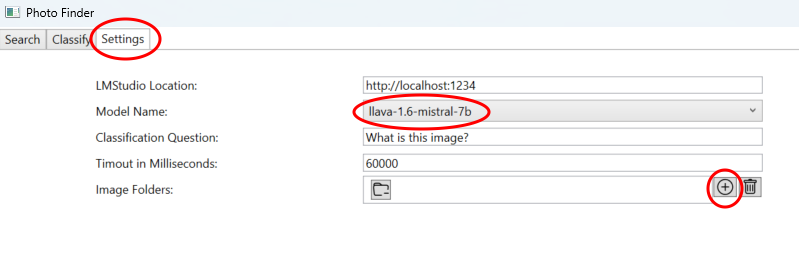 Photo Finder
Search Classify Settings
LMStudio Location: http://localhost:1234
Model Name: llava-1.6-mistral-7b
Classification Question: What is this image?
Timout in Milliseconds: 60000
Image Folders: